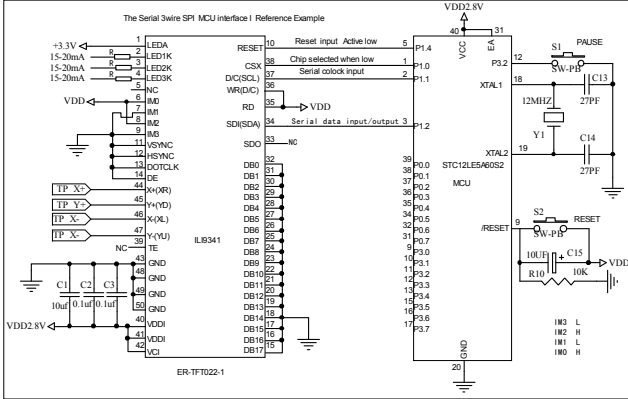 The Serial 3wire SPI MCU interface I Reference Example
VDD2.8V
+3.3V
15-20mA
15-20mA
15-20mA
R
R
R
1 LEDA
2 LED1K
3 LED2K
4 LED3K
5 NC
6 IM0
7 IM1
8 IM2
9 IM3
VDD
11 VSYNC
12 HSYNC
13 DOTCLK
14 DE
TP X+ 44 X+(XR)
TP Y+ 45 Y+(YD)
TP X- 46 X-(XL)
TP X- 47 Y-(YU)
NC 39 TE
43 GND
48 GND
49 GND
50 GND
40 VDDI
41 VDDI
42 VCI
C1 C2 C3
10uf 0.1uf 0.1uf
VDD2.8V
ILI9341
ER-TFT022-1
RESET 10 Reset input Active low 5 P1.4
CSX 38 Chip selected when low 1 P1.0
D/C(SCL) 37 Serial colock input 2 P1.1
WR(D/C) 36
RD 35 VDD
SDI(SDA) 34 Serial data input/output 3 P1.2
SDO 33 NC
DB0 32
DB1 31
DB2 30
DB3 29
DB4 28
DB5 27
DB6 26
DB7 25
DB8 24
DB9 23
DB10 22
DB11 21
DB12 20
DB13 19
DB14 18
DB15 17
DB16 16
DB17 15
39 P0.0
38 P0.1
37 P0.2
36 P0.3
35 P0.4
34 P0.5
32 P0.6
31 P0.7
9 P3.0
10 P3.1
11 P3.2
12 P3.3
13 P3.4
14 P3.5
15 P3.6
16 P3.7
17
40 VCC
31 EA
STC12LE5A60S2
MCU
GND
20
P3.2 12
S1 PAUSE
SW-PB
XTAL1 18
C13
27PF
12MHZ
Y1
XTAL2 19
C14
27PF
/RESET 9
S2 RESET
SW-PB
10UF C15
VDD
R10 10K
IM3 L
IM2 H
IM1 L
IM0 H